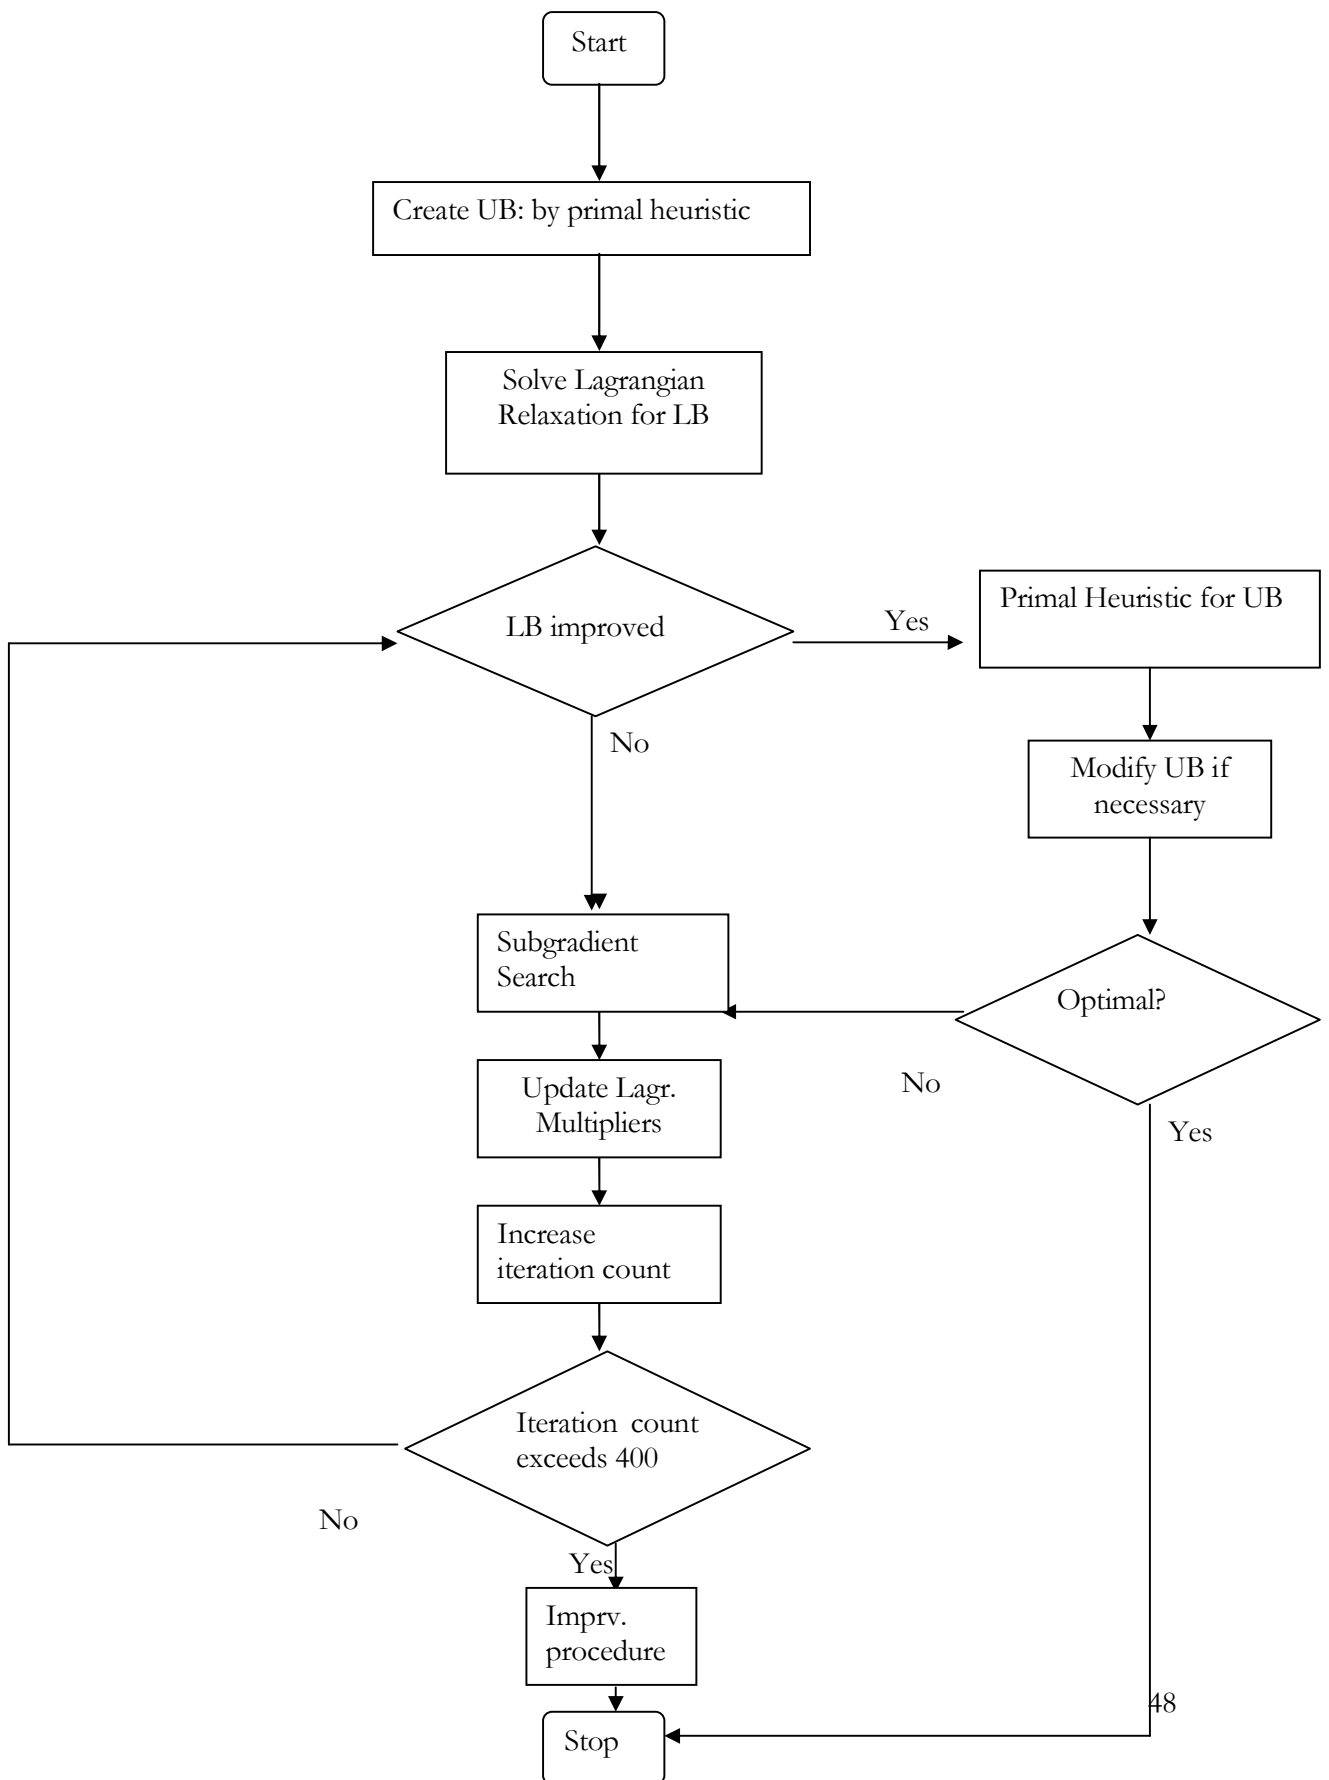 Start
Create UB: by primal heuristic
Solve Lagrangian
Relaxation for LB
LB improved
Yes
Primal Heuristic for UB
No
Modify UB if
necessary
Subgradient
Search
Optimal?
No
Yes
Update Lagr.
Multipliers
Increase
iteration count
Iteration count
exceeds 400
No
Yes
Imprv.
procedure
48
Stop